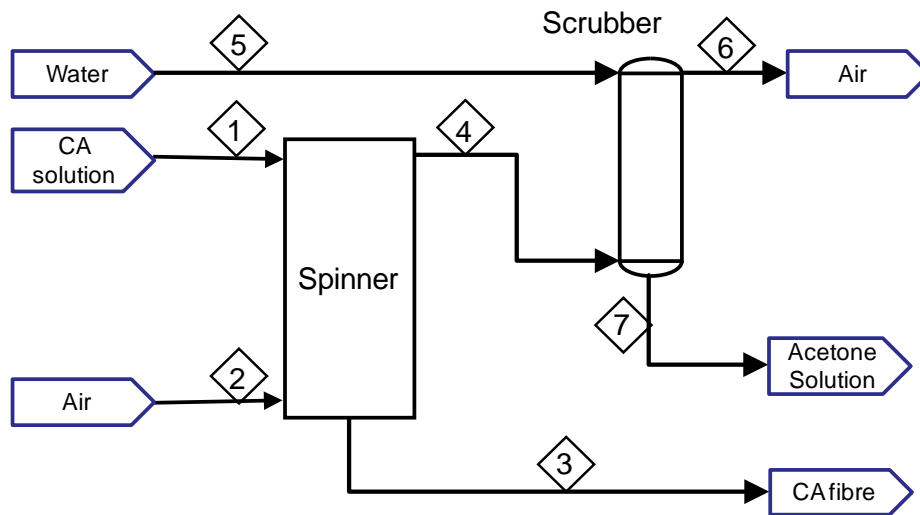 Scrubber
5
6
Water
Air
1
4
CA
solution
Spinner
7
2
Acetone
Solution
Air
3
CA fibre